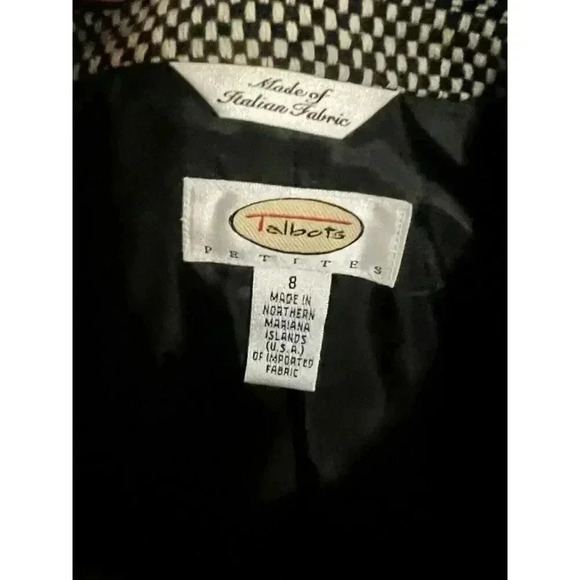 Made of
Italian Fabric
Talbots
PETITES
8
MADE IN
NORTHERN
MARIANA
ISLANDS
(U.S.A.)
OF IMPORTED
FABRIC